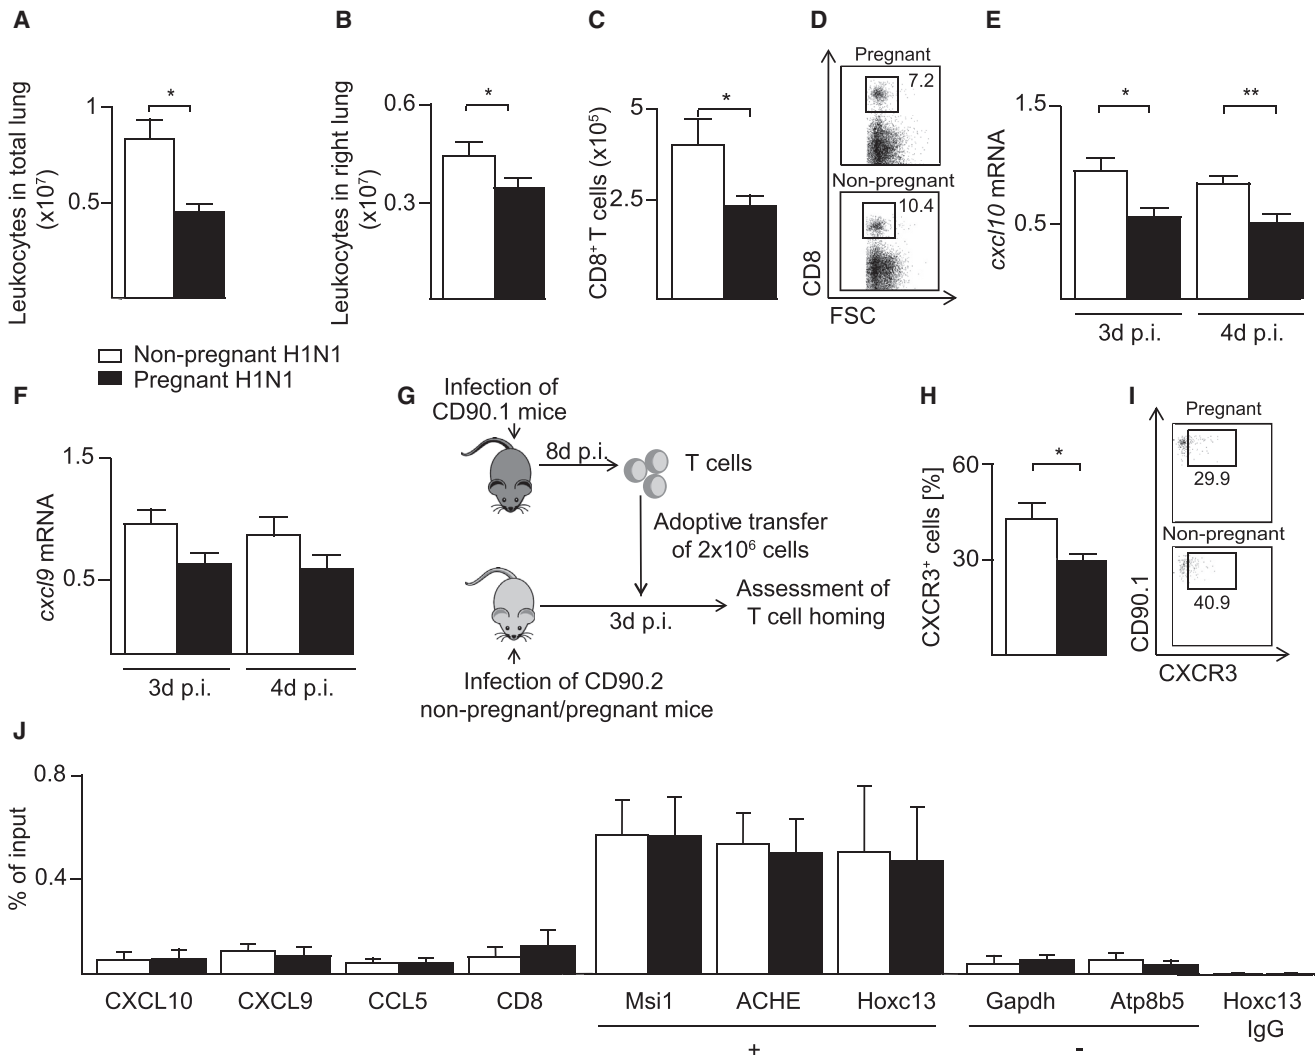 A
Leukocytes in total lung
(x10⁷)
1
0.5
*
B
Leukocytes in right lung
(x10⁷)
0.6
0.3
*
C
CD8⁺ T cells (x10⁵)
5
2.5
*
D
Pregnant
7.2
Non-pregnant
10.4
CD8
FSC
E
cxcl10 mRNA
1.5
0.5
*
**
3d p.i.
4d p.i.
Non-pregnant H1N1
Pregnant H1N1
F
cxcl9 mRNA
1.5
0.5
3d p.i.
4d p.i.
G
Infection of
CD90.1 mice
8d p.i.
T cells
Adoptive transfer
of 2x10⁶ cells
3d p.i.
Assessment of
T cell homing
Infection of CD90.2
non-pregnant/pregnant mice
H
CXCR3⁺ cells [%]
60
30
*
I
Pregnant
29.9
Non-pregnant
40.9
CD90.1
CXCR3
J
% of input
0.8
0.4
CXCL10
CXCL9
CCL5
CD8
Msi1
ACHE
Hoxc13
Gapdh
Atp8b5
Hoxc13
IgG
+
-